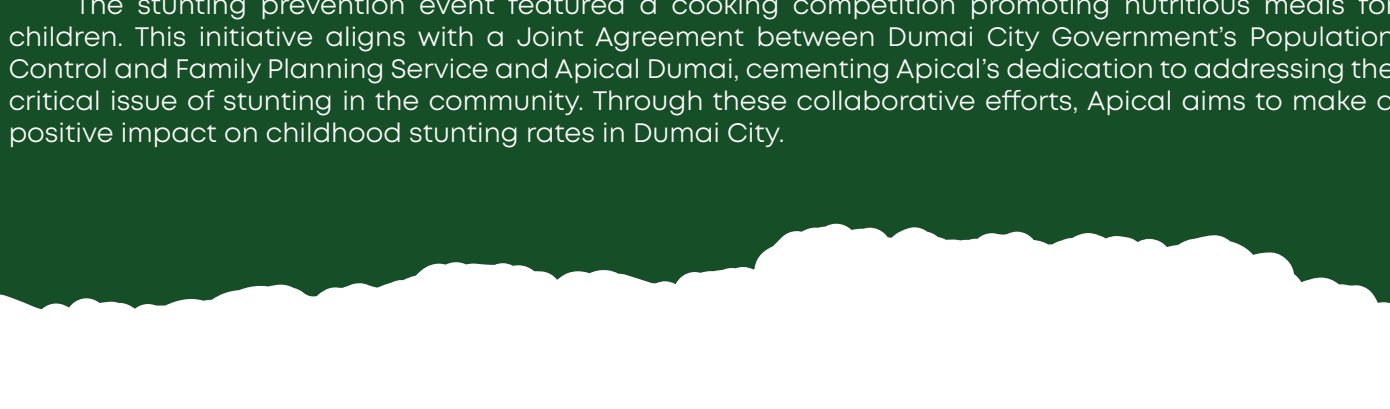 The stunting prevention event featured a cooking competition promoting nutritious meals for
children. This initiative aligns with a Joint Agreement between Dumai City Government’s Population
Control and Family Planning Service and Apical Dumai, cementing Apical’s dedication to addressing the
critical issue of stunting in the community. Through these collaborative efforts, Apical aims to make a
positive impact on childhood stunting rates in Dumai City.